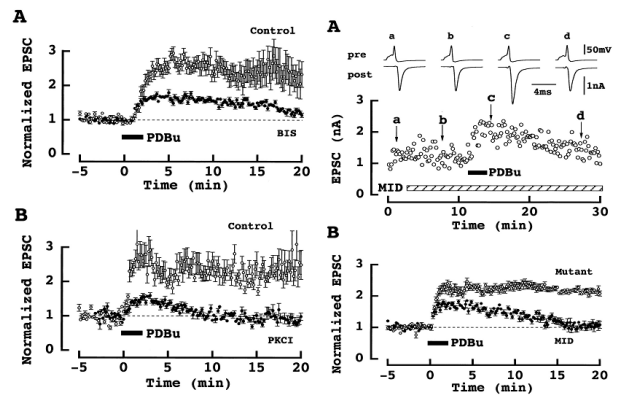 A
Control
Normalized EPSC
3
2
1
0
BIS
PDBu
-5 0 5 10 15 20
Time (min)
B
Control
Normalized EPSC
3
2
1
0
PKCI
PDBu
-5 0 5 10 15 20
Time (min)
A
a b c d
pre
post
50mV
1nA
4ms
EPSC (nA)
3
2
1
0
a b c d
PDBu
MID
0 10 20 30
Time (min)
B
Normalized EPSC
3
2
1
0
Mutant
MID
PDBu
-5 0 5 10 15 20
Time (min)